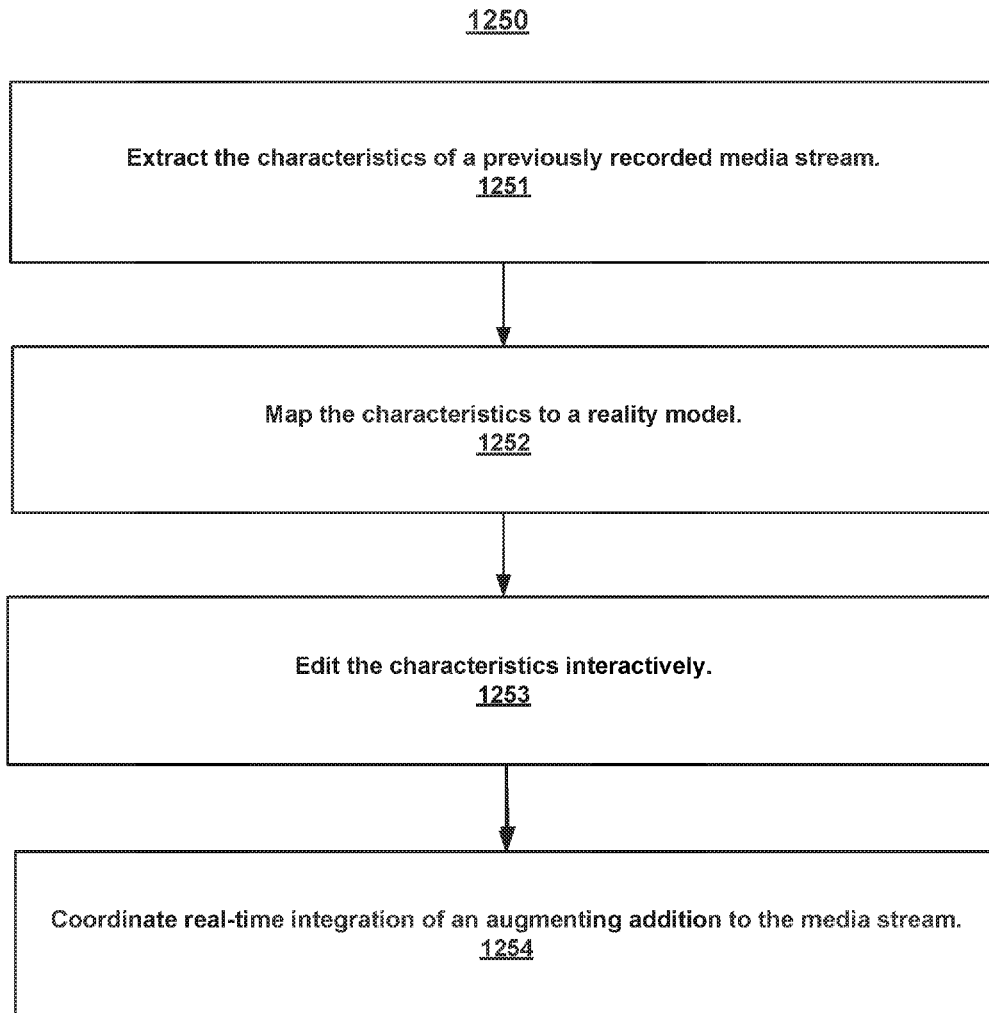 1250
Extract the characteristics of a previously recorded media stream.
1251
Map the characteristics to a reality model.
1252
Edit the characteristics interactively.
1253
Coordinate real-time integration of an augmenting addition to the media stream.
1254